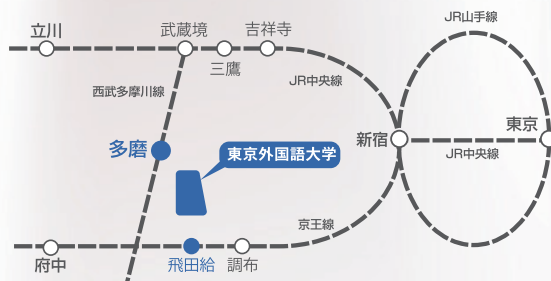 JR山手線
立川
武蔵境
吉祥寺
三鷹
JR中央線
西武多摩川線
多磨
東京外国語大学
新宿
東京
JR中央線
京王線
府中
飛田給
調布